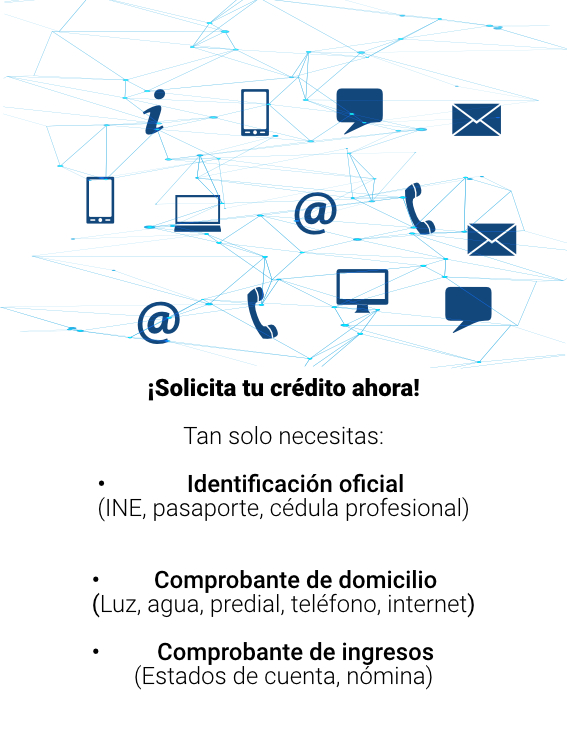 ¡Solicita tu crédito ahora!
Tan solo necesitas:
• Identificación oficial
(INE, pasaporte, cédula profesional)
• Comprobante de domicilio
(Luz, agua, predial, teléfono, internet)
• Comprobante de ingresos
(Estados de cuenta, nómina)